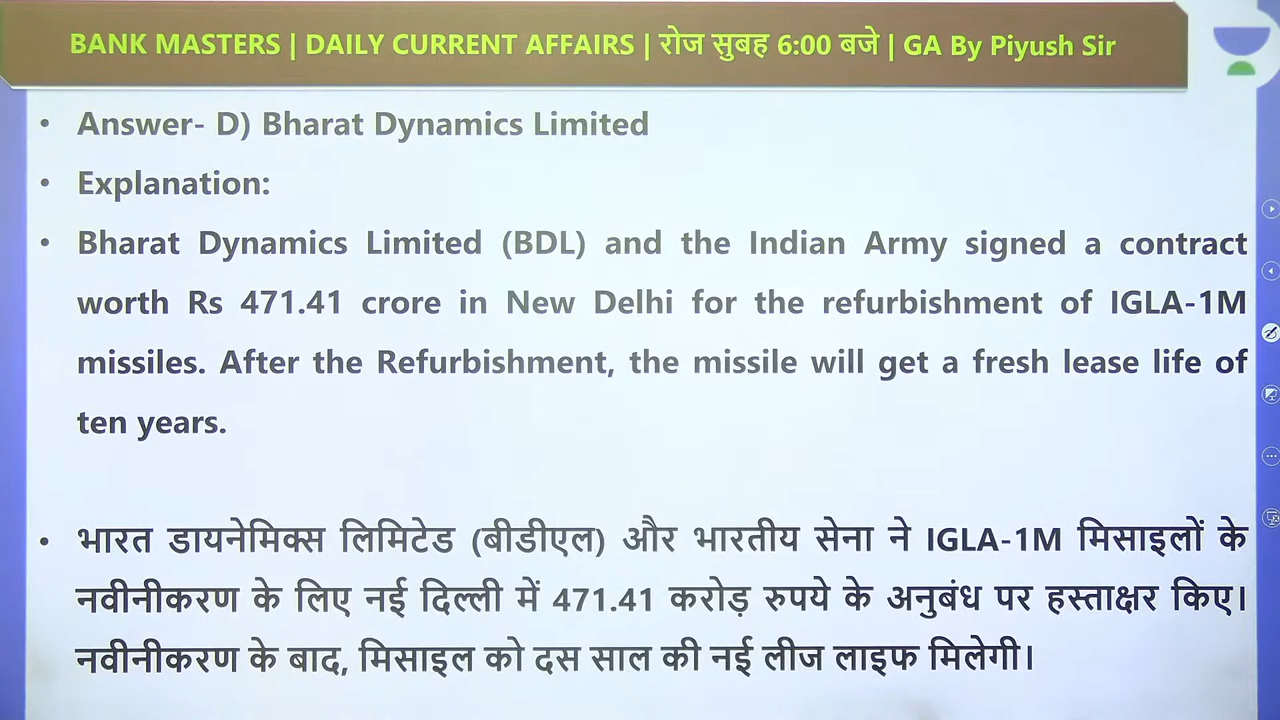 BANK MASTERS | DAILY CURRENT AFFAIRS | रोज सुबह 6:00 बजे | GA By Piyush Sir
• Answer- D) Bharat Dynamics Limited
• Explanation:
• Bharat Dynamics Limited (BDL) and the Indian Army signed a contract
worth Rs 471.41 crore in New Delhi for the refurbishment of IGLA-1M
missiles. After the Refurbishment, the missile will get a fresh lease life of
ten years.
• भारत डायनेमिक्स लिमिटेड (बीडीएल) और भारतीय सेना ने IGLA-1M मिसाइलों के
नवीनीकरण के लिए नई दिल्ली में 471.41 करोड़ रुपये के अनुबंध पर हस्ताक्षर किए।
नवीनीकरण के बाद, मिसाइल को दस साल की नई लीज लाइफ मिलेगी।